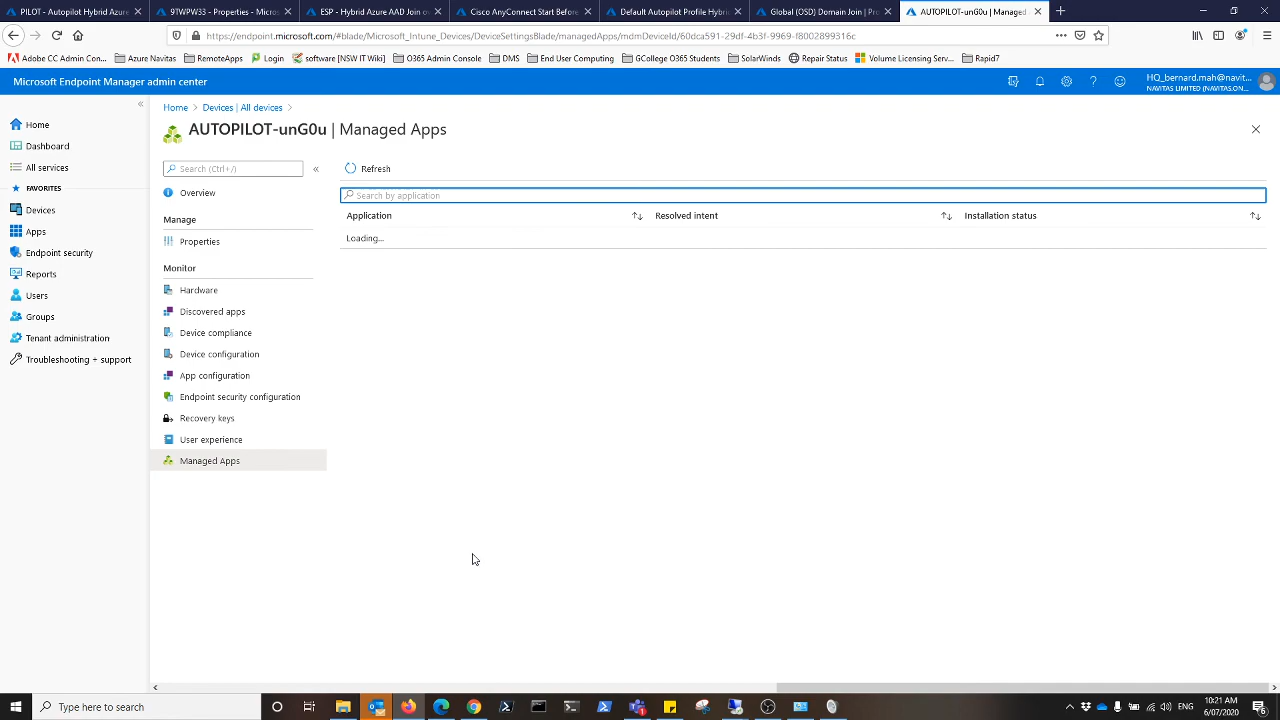 PILOT - Autopilot Hybrid Azure
9TWPW33 - Properties - Micros
ESP - Hybrid Azure AAD Join ou
Cisco AnyConnect Start Before
Default Autopilot Profile Hybrid
Global (OSD) Domain Join | Pro
AUTOPILOT-unG0u | Managed
https://endpoint.microsoft.com/#blade/Microsoft_Intune_Devices/DeviceSettingsBlade/managedApps/mdmDeviceId/60dca591-29df-4b3f-9969-f8002899316c
Adobe CC Admin Con...
Azure Navitas
RemoteApps
Login
software [NSW IT Wiki]
O365 Admin Console
DMS
End User Computing
GCollege O365 Students
SolarWinds
Repair Status
Volume Licensing Serv...
Rapid7
Microsoft Endpoint Manager admin center
HQ_bernard.mah@navit...
NAVITAS LIMITED (NAVITAS.ON...
Home
Dashboard
All services
FAVORITES
Devices
Apps
Endpoint security
Reports
Users
Groups
Tenant administration
Troubleshooting + support
Home > Devices | All devices >
AUTOPILOT-unG0u | Managed Apps
Search (Ctrl+/)
Overview
Manage
Properties
Monitor
Hardware
Discovered apps
Device compliance
Device configuration
App configuration
Endpoint security configuration
Recovery keys
User experience
Managed Apps
Refresh
Search by application
Application
Resolved intent
Installation status
Loading...
Type here to search
ENG
10:21 AM
6/07/2020